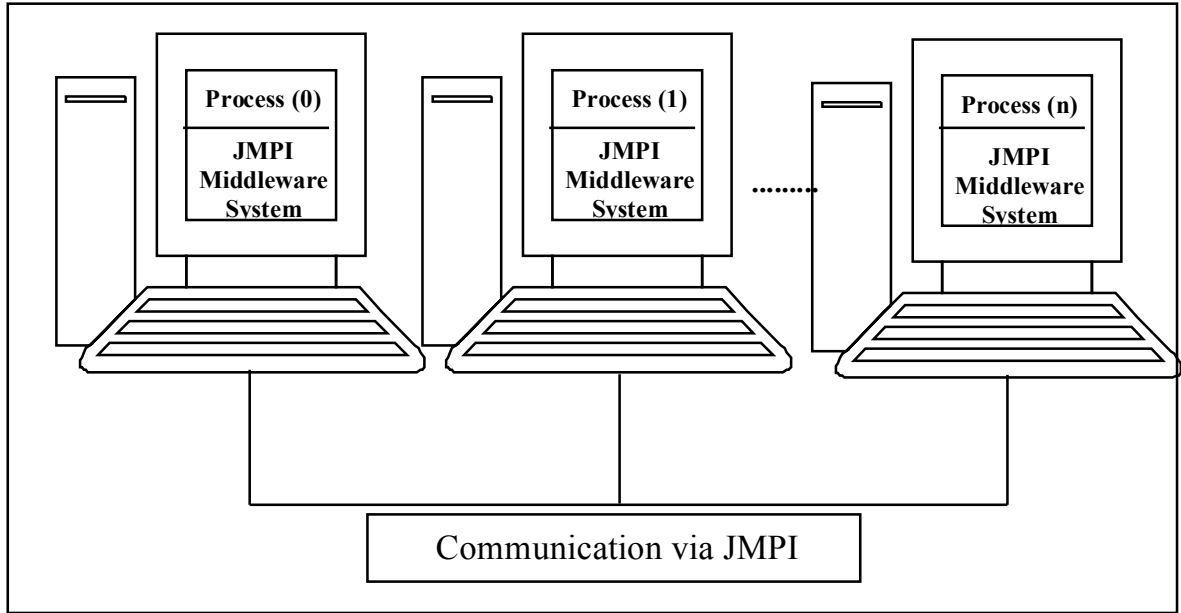 Process (0)
JMPI
Middleware
System
Process (1)
JMPI
Middleware
System
.........
Process (n)
JMPI
Middleware
System
Communication via JMPI